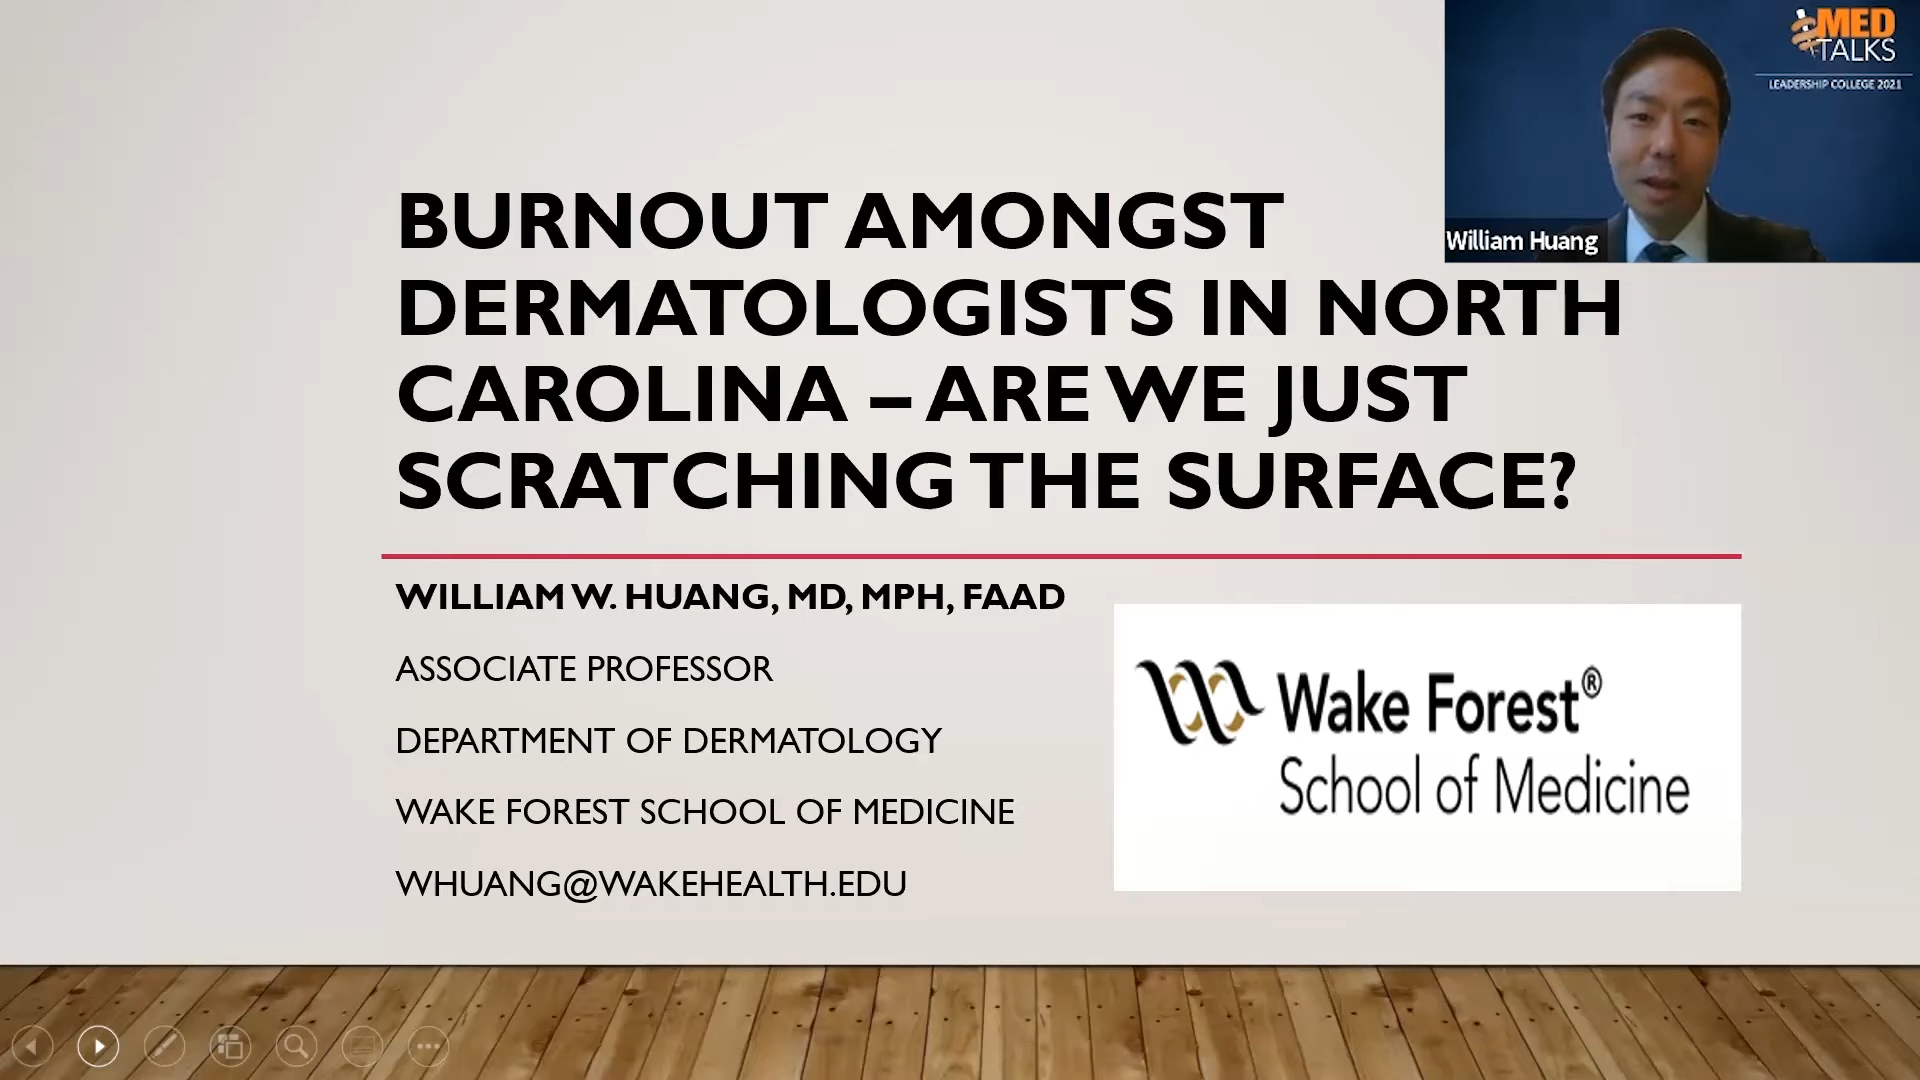 MED
TALKS
LEADERSHIP COLLEGE 2021
William Huang
BURNOUT AMONGST
DERMATOLOGISTS IN NORTH
CAROLINA – ARE WE JUST
SCRATCHING THE SURFACE?
WILLIAM W. HUANG, MD, MPH, FAAD
ASSOCIATE PROFESSOR
DEPARTMENT OF DERMATOLOGY
WAKE FOREST SCHOOL OF MEDICINE
WHUANG@WAKEHEALTH.EDU
Wake Forest®
School of Medicine